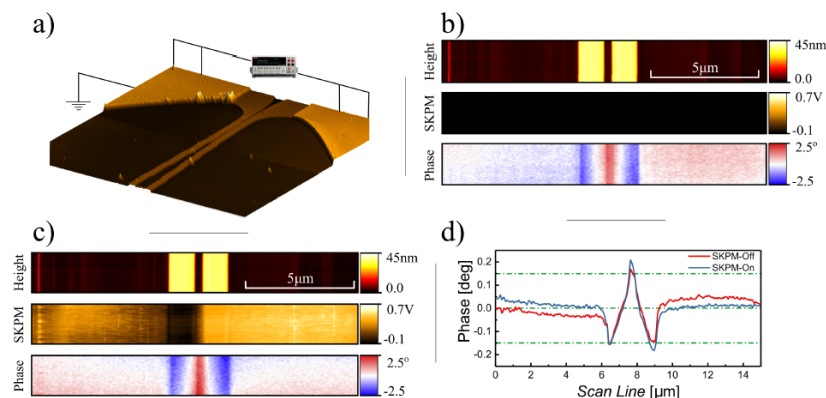 a)
b)
Height
45nm
0.0
5μm
SKPM
0.7V
-0.1
Phase
2.5°
-2.5
c)
Height
45nm
0.0
5μm
SKPM
0.7V
-0.1
Phase
2.5°
-2.5
d)
SKPM-Off
SKPM-On
Phase [deg]
0.2
0.1
0.0
-0.1
-0.2
0 2 4 6 8 10 12 14
Scan Line [μm]